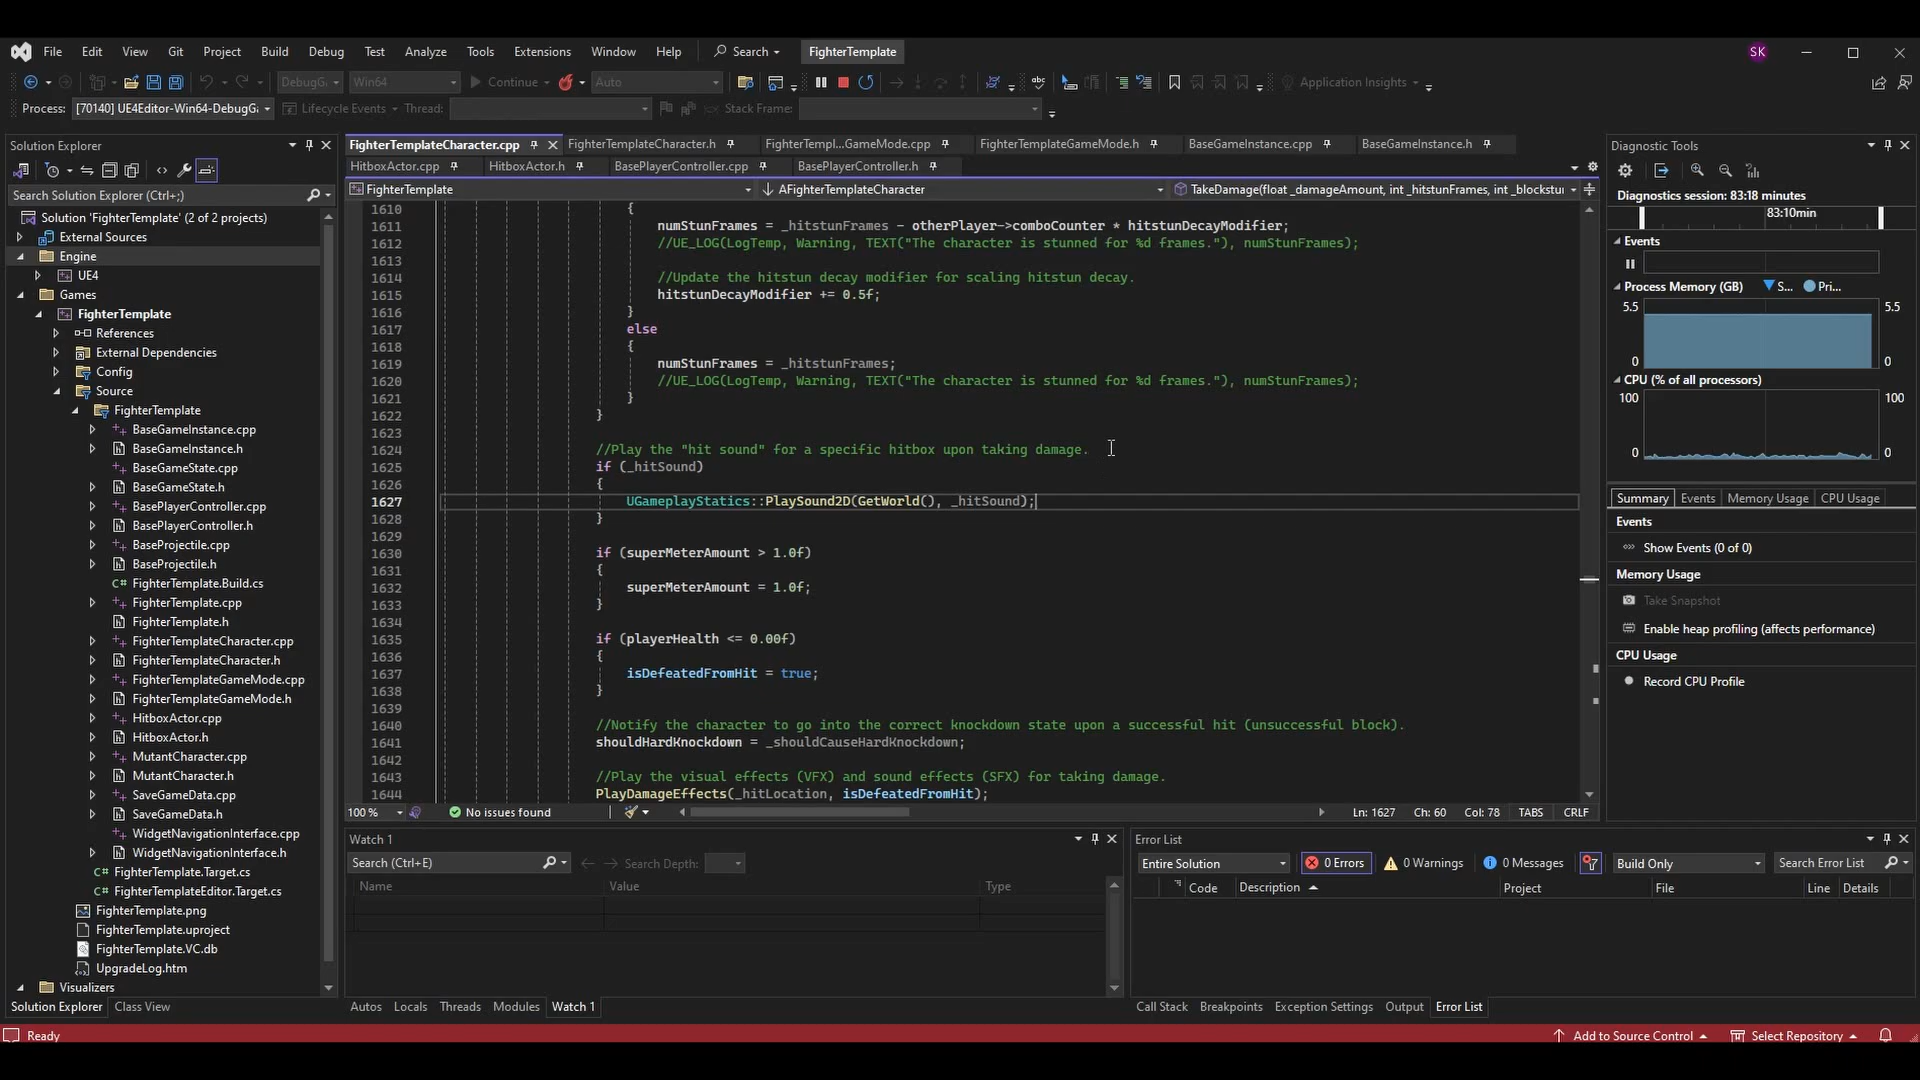 File Edit View Git Project Build Debug Test Analyze Tools Extensions Window Help Search FighterTemplate SK
DebugG Win64 Continue Auto Application Insights
Process: [70140] UE4Editor-Win64-DebugGa Lifecycle Events Thread: Stack Frame:
Solution Explorer
Search Solution Explorer (Ctrl+;)
Solution 'FighterTemplate' (2 of 2 projects)
External Sources
Engine
UE4
Games
FighterTemplate
References
External Dependencies
Config
Source
FighterTemplate
BaseGameInstance.cpp
BaseGameInstance.h
BaseGameState.cpp
BaseGameState.h
BasePlayerController.cpp
BasePlayerController.h
BaseProjectile.cpp
BaseProjectile.h
FighterTemplate.Build.cs
FighterTemplate.cpp
FighterTemplate.h
FighterTemplateCharacter.cpp
FighterTemplateCharacter.h
FighterTemplateGameMode.cpp
FighterTemplateGameMode.h
HitboxActor.cpp
HitboxActor.h
MutantCharacter.cpp
MutantCharacter.h
SaveGameData.cpp
SaveGameData.h
WidgetNavigationInterface.cpp
WidgetNavigationInterface.h
FighterTemplate.Target.cs
FighterTemplateEditor.Target.cs
FighterTemplate.png
FighterTemplate.uproject
FighterTemplate.VC.db
UpgradeLog.htm
Visualizers
Solution Explorer Class View
FighterTemplateCharacter.cpp FighterTemplateCharacter.h FighterTempl...GameMode.cpp FighterTemplateGameMode.h BaseGameInstance.cpp BaseGameInstance.h
HitboxActor.cpp HitboxActor.h BasePlayerController.cpp BasePlayerController.h
FighterTemplate AFighterTemplateCharacter TakeDamage(float _damageAmount, int _hitstunFrames, int _blockstur
1610 {
1611 numStunFrames = _hitstunFrames - otherPlayer->comboCounter * hitstunDecayModifier;
1612 //UE_LOG(LogTemp, Warning, TEXT("The character is stunned for %d frames."), numStunFrames);
1613
1614 //Update the hitstun decay modifier for scaling hitstun decay.
1615 hitstunDecayModifier += 0.5f;
1616 }
1617 else
1618 {
1619 numStunFrames = _hitstunFrames;
1620 //UE_LOG(LogTemp, Warning, TEXT("The character is stunned for %d frames."), numStunFrames);
1621 }
1622 }
1623
1624 //Play the "hit sound" for a specific hitbox upon taking damage.
1625 if (_hitSound)
1626 {
1627 UGameplayStatics::PlaySound2D(GetWorld(), _hitSound);
1628 }
1629
1630 if (superMeterAmount > 1.0f)
1631 {
1632 superMeterAmount = 1.0f;
1633 }
1634
1635 if (playerHealth <= 0.00f)
1636 {
1637 isDefeatedFromHit = true;
1638 }
1639
1640 //Notify the character to go into the correct knockdown state upon a successful hit (unsuccessful block).
1641 shouldHardKnockdown = _shouldCauseHardKnockdown;
1642
1643 //Play the visual effects (VFX) and sound effects (SFX) for taking damage.
1644 PlayDamageEffects(_hitLocation, isDefeatedFromHit);
100 % No issues found Ln: 1627 Ch: 60 Col: 78 TABS CRLF
Watch 1
Search (Ctrl+E) Search Depth:
Name Value Type
Autos Locals Threads Modules Watch 1
Error List
Entire Solution 0 Errors 0 Warnings 0 Messages Build Only Search Error List
Code Description Project File Line Details
Call Stack Breakpoints Exception Settings Output Error List
Diagnostic Tools
Diagnostics session: 83:18 minutes
83:10min
Events
Process Memory (GB) S... Pri...
5.5 5.5
0 0
CPU (% of all processors)
100 100
0 0
Summary Events Memory Usage CPU Usage
Events
Show Events (0 of 0)
Memory Usage
Take Snapshot
Enable heap profiling (affects performance)
CPU Usage
Record CPU Profile
Ready Add to Source Control Select Repository